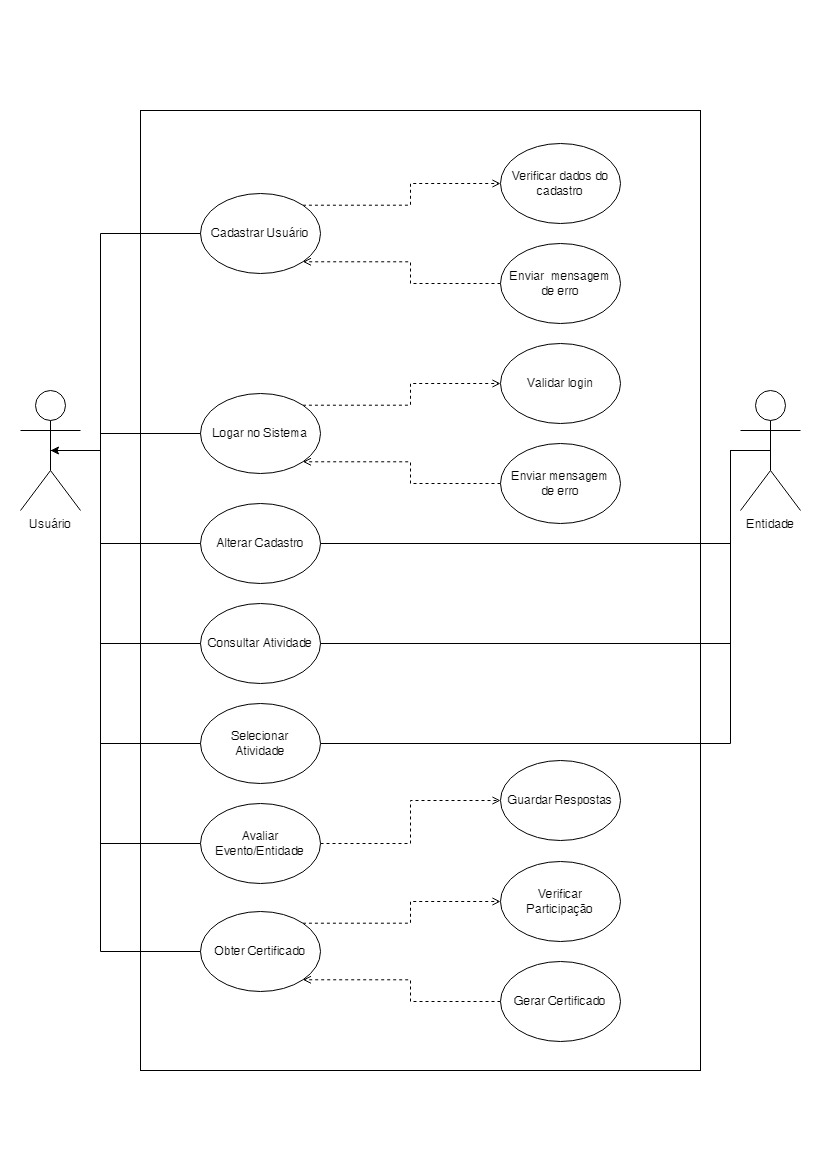 Verificar dados do
cadastro
Cadastrar Usuário
Enviar mensagem
de erro
Validar login
Logar no Sistema
Enviar mensagem
de erro
Usuário
Entidade
Alterar Cadastro
Consultar Atividade
Selecionar
Atividade
Guardar Respostas
Avaliar
Evento/Entidade
Verificar
Participação
Obter Certificado
Gerar Certificado